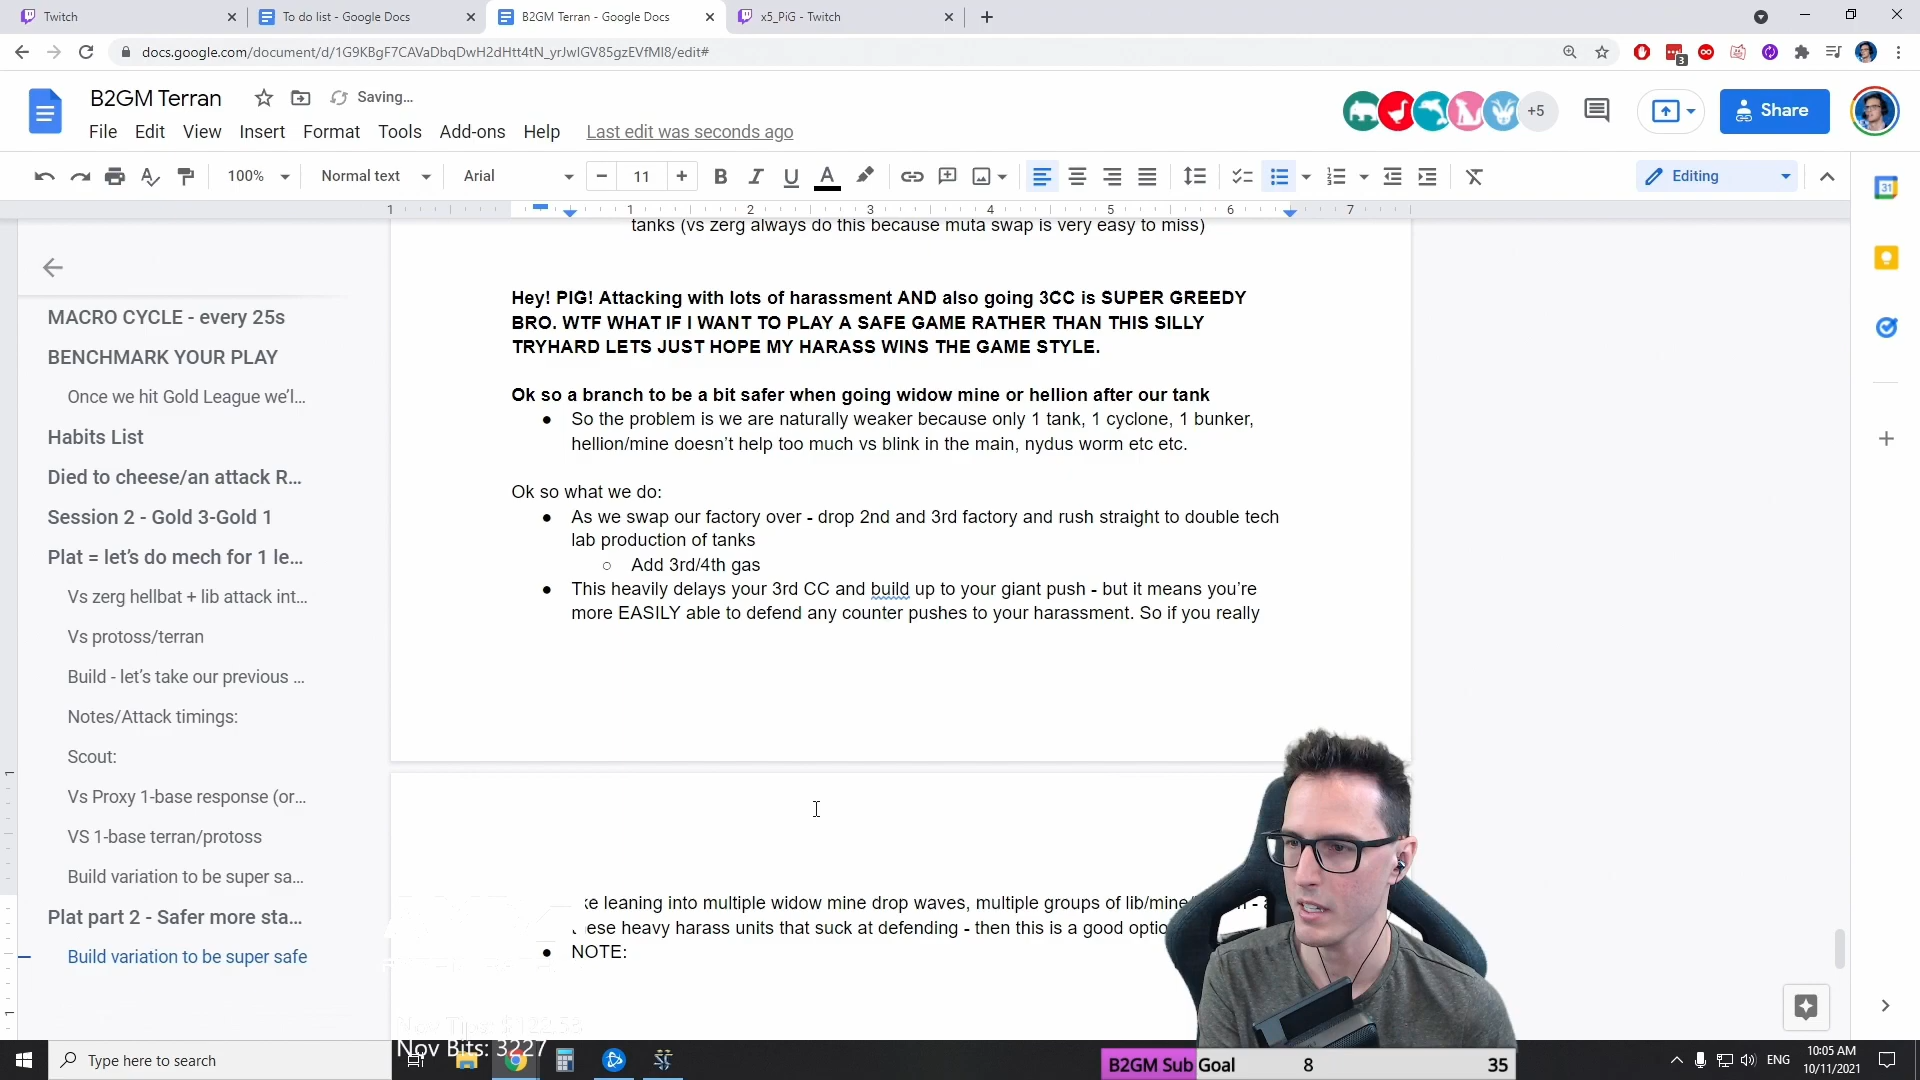 Twitch
To do list - Google Docs
B2GM Terran - Google Docs
x5_PiG - Twitch
docs.google.com/document/d/1G9KBgF7CAVaDbqDwH2dHtt4tN_yrJwIGV85gzEVfMI8/edit#
3
B2GM Terran
Saving…
File Edit View Insert Format Tools Add-ons Help Last edit was seconds ago
+5
Share
100% Normal text Arial 11 Editing
1 1 2 3 4 5 6 7
31
tanks (vs zerg always do this because muta swap is very easy to miss)
Hey! PIG! Attacking with lots of harassment AND also going 3CC is SUPER GREEDY
BRO. WTF WHAT IF I WANT TO PLAY A SAFE GAME RATHER THAN THIS SILLY
TRYHARD LETS JUST HOPE MY HARASS WINS THE GAME STYLE.
Ok so a branch to be a bit safer when going widow mine or hellion after our tank
● So the problem is we are naturally weaker because only 1 tank, 1 cyclone, 1 bunker,
hellion/mine doesn't help too much vs blink in the main, nydus worm etc etc.
Ok so what we do:
● As we swap our factory over - drop 2nd and 3rd factory and rush straight to double tech
lab production of tanks
○ Add 3rd/4th gas
● This heavily delays your 3rd CC and build up to your giant push - but it means you're
more EASILY able to defend any counter pushes to your harassment. So if you really
ke leaning into multiple widow mine drop waves, multiple groups of lib/mine/
hese heavy harass units that suck at defending - then this is a good optio
● NOTE:
MACRO CYCLE - every 25s
BENCHMARK YOUR PLAY
Once we hit Gold League we'l...
Habits List
Died to cheese/an attack R...
Session 2 - Gold 3-Gold 1
Plat = let's do mech for 1 le...
Vs zerg hellbat + lib attack int...
Vs protoss/terran
Build - let's take our previous ...
Notes/Attack timings:
Scout:
Vs Proxy 1-base response (or...
VS 1-base terran/protoss
Build variation to be super sa...
Plat part 2 - Safer more sta...
Build variation to be super safe
Nov Tips: $122.53
Nov Bits: 3227
Type here to search
B2GM Sub Goal 8 35
ENG
10:05 AM
10/11/2021